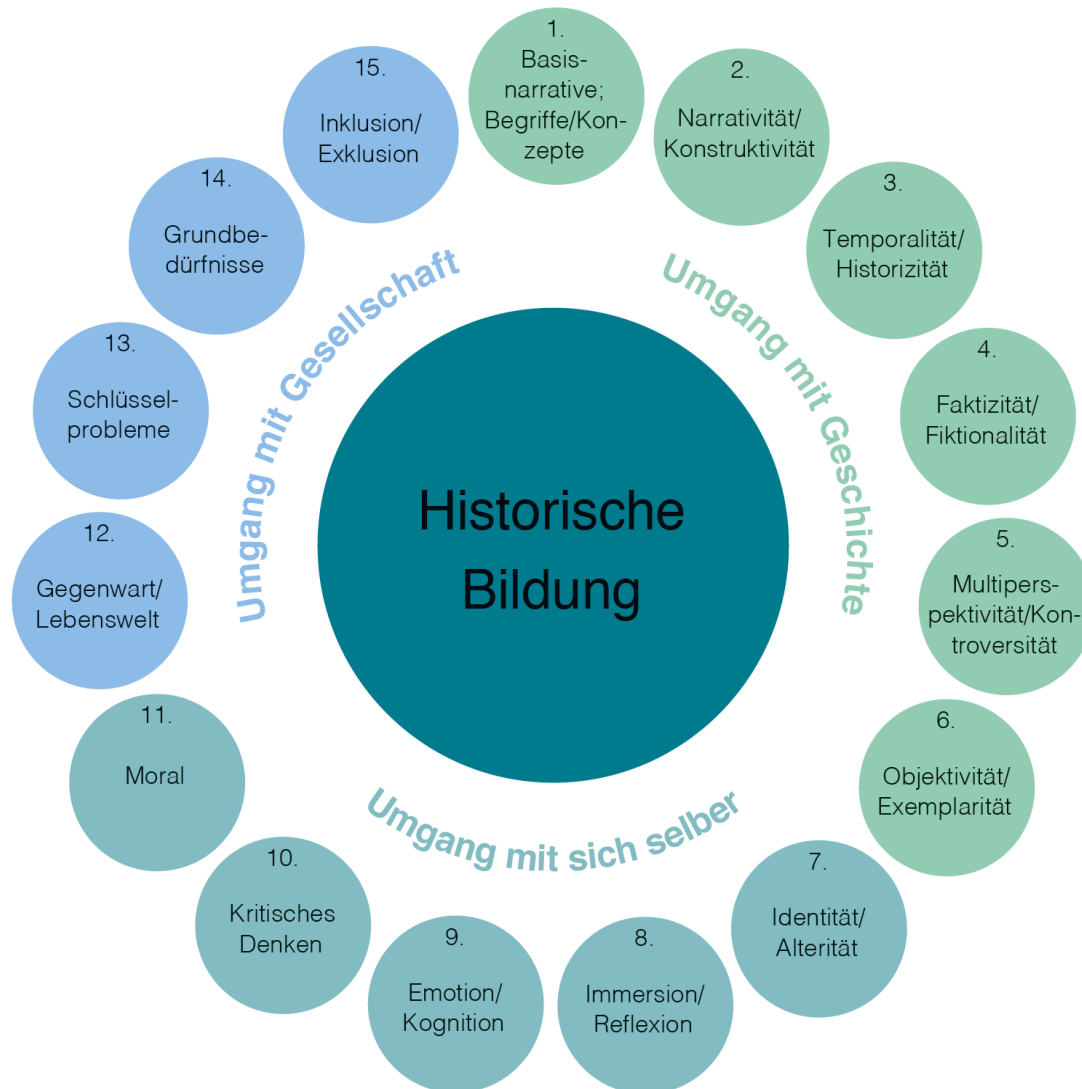 1.
Basis-
narrative;
Begriffe/Kon-
zepte
2.
Narrativität/
Konstruktivität
3.
Temporalität/
Historizität
4.
Faktizität/
Fiktionalität
5.
Multipers-
pektivität/Kon-
troversität
6.
Objektivität/
Exemplarität
7.
Identität/
Alterität
8.
Immersion/
Reflexion
9.
Emotion/
Kognition
10.
Kritisches
Denken
11.
Moral
12.
Gegenwart/
Lebenswelt
13.
Schlüssel-
probleme
14.
Grundbe-
dürfnisse
15.
Inklusion/
Exklusion
Umgang mit Geschichte
Umgang mit sich selber
Umgang mit Gesellschaft
Historische
Bildung